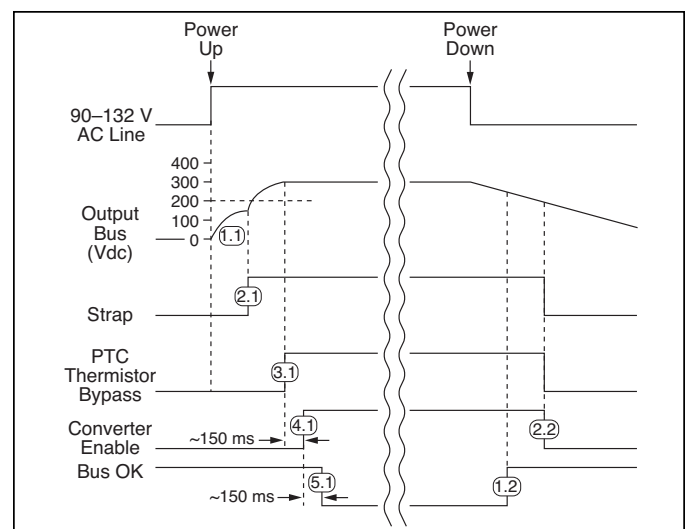 Power
Up
Power
Down
90–132 V
AC Line
400
300
200
100
0
Output
Bus
(Vdc)
1.1
2.1
Strap
PTC
Thermistor
Bypass
3.1
Converter
Enable
~150 ms
4.1
2.2
Bus OK
~150 ms
5.1
1.2